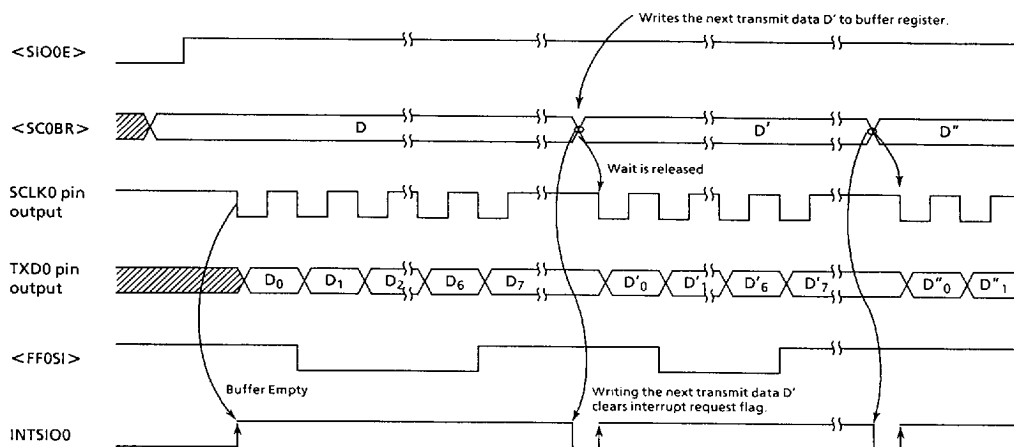 Writes the next transmit data D' to buffer register.
<SIO0E>
<SC0BR>
D
D'
D"
Wait is released
SCLK0 pin
output
TXD0 pin
output
D0
D1
D2
D6
D7
D'0
D'1
D'6
D'7
D"0
D"1
<FF0SI>
Buffer Empty
Writing the next transmit data D'
clears interrupt request flag.
INTSIO0